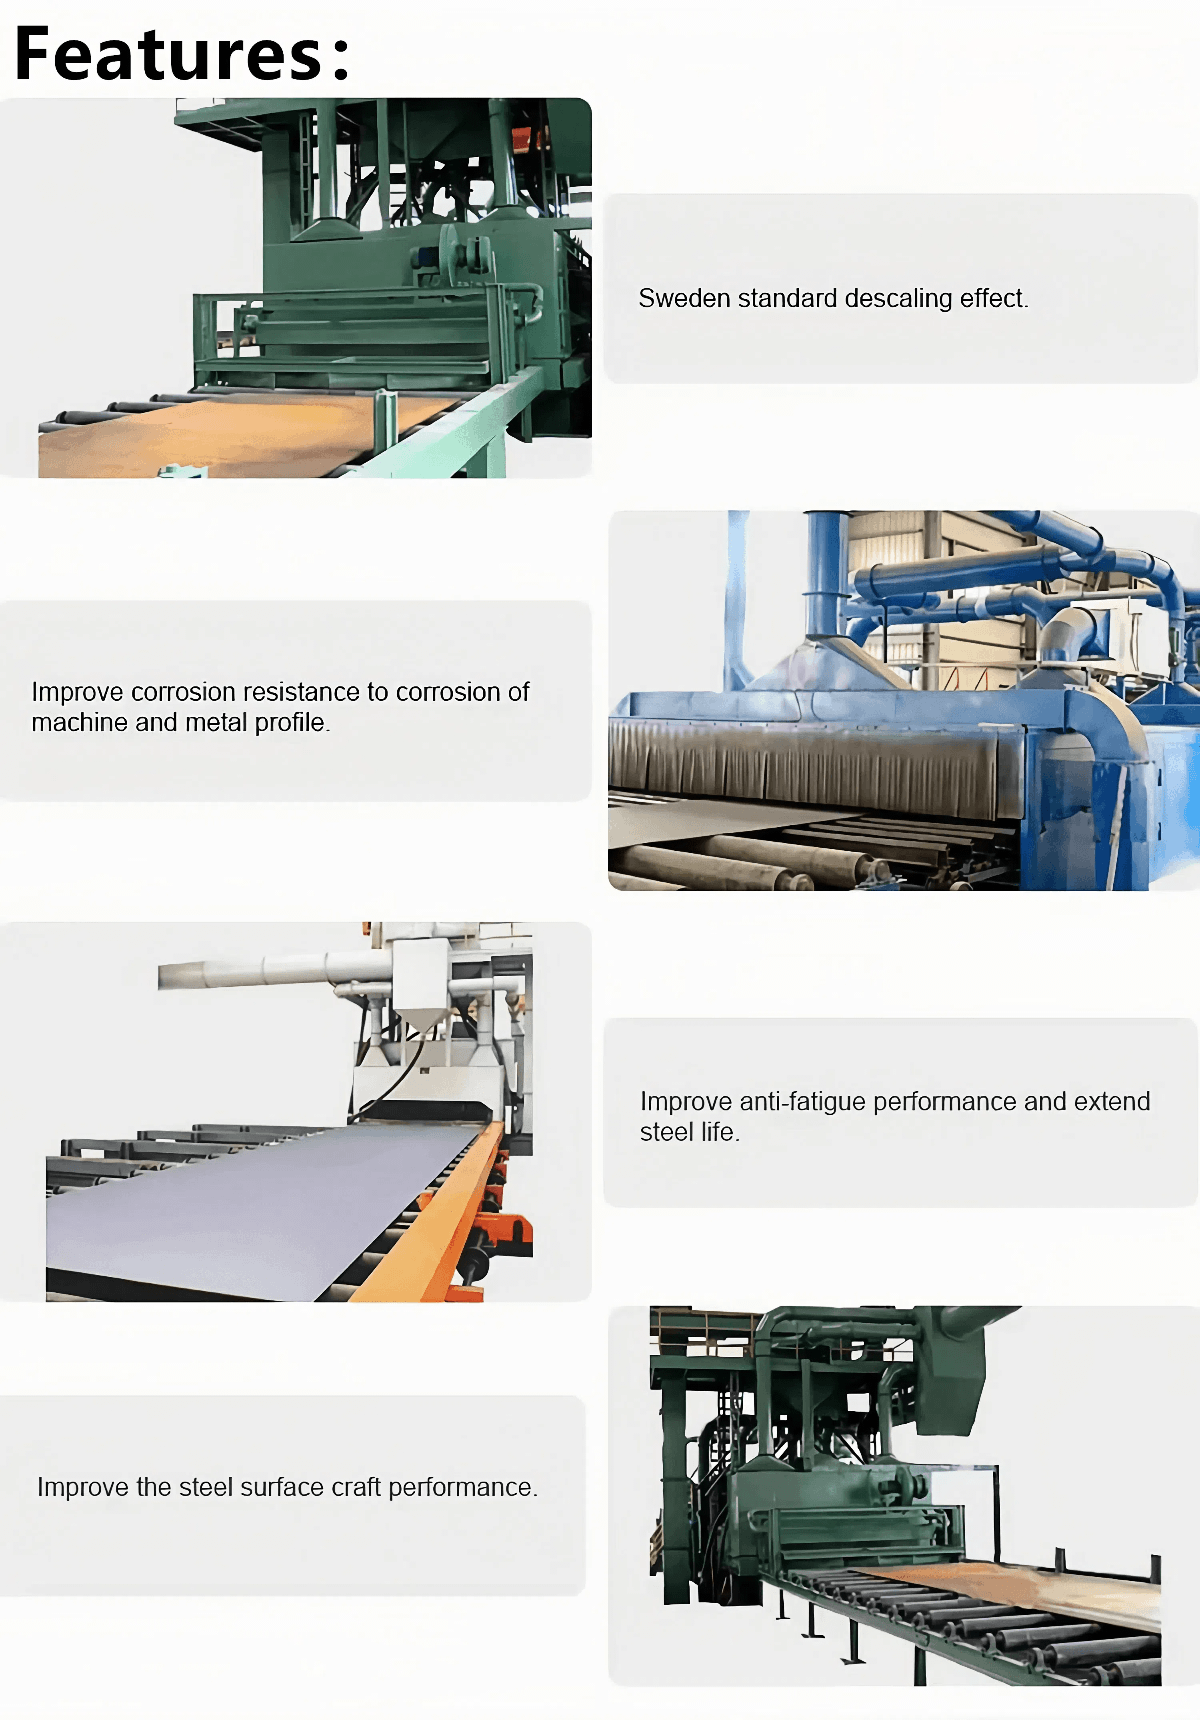 Features:
Sweden standard descaling effect.
Improve corrosion resistance to corrosion of
machine and metal profile.
Improve anti-fatigue performance and extend
steel life.
Improve the steel surface craft performance.